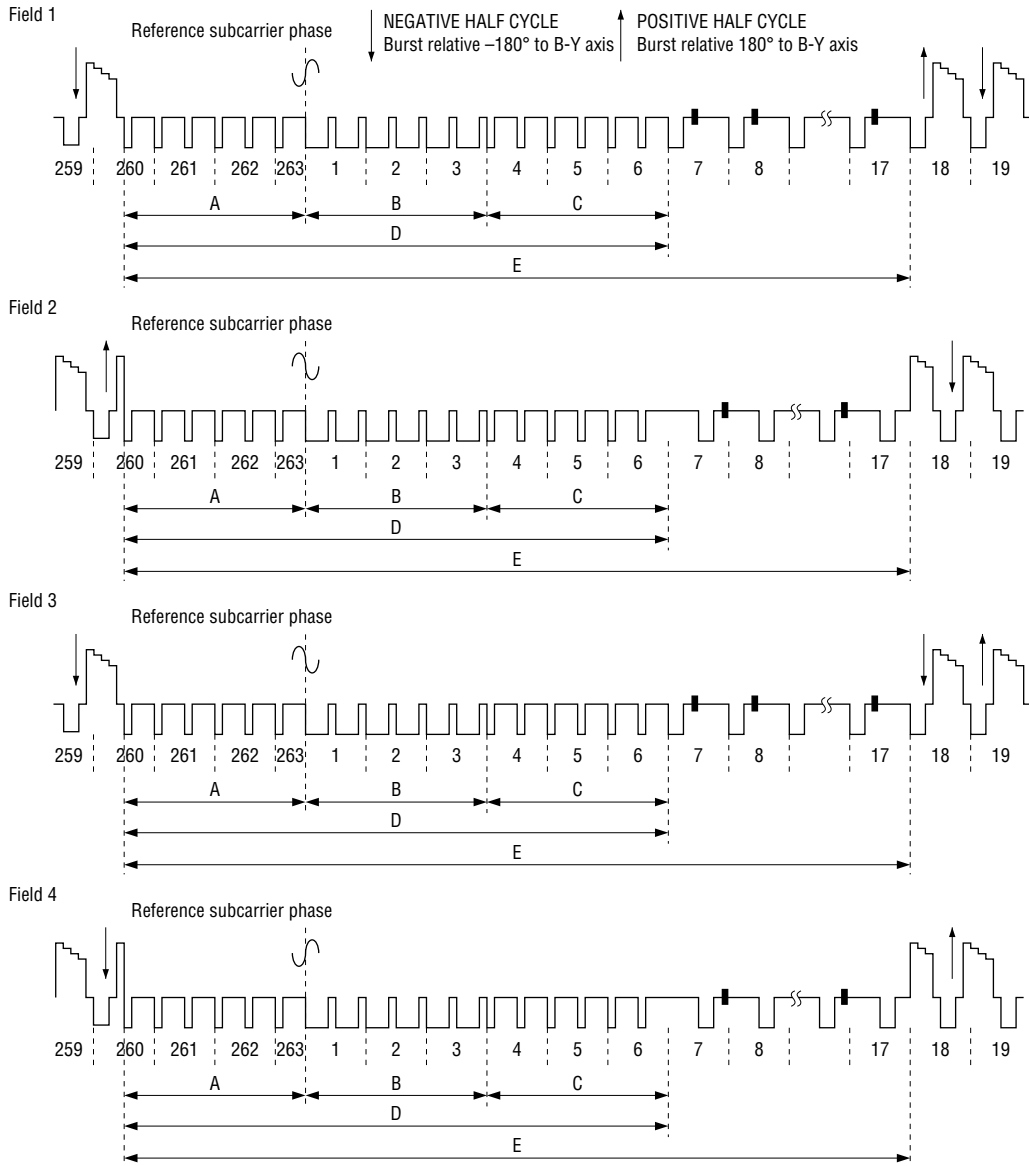 Field 1
Reference subcarrier phase
NEGATIVE HALF CYCLE
Burst relative –180° to B-Y axis
POSITIVE HALF CYCLE
Burst relative 180° to B-Y axis
259 260 261 262 263 1 2 3 4 5 6 7 8 17 18 19
A B C
D
E
Field 2
Reference subcarrier phase
259 260 261 262 263 1 2 3 4 5 6 7 8 17 18 19
A B C
D
E
Field 3
Reference subcarrier phase
259 260 261 262 263 1 2 3 4 5 6 7 8 17 18 19
A B C
D
E
Field 4
Reference subcarrier phase
259 260 261 262 263 1 2 3 4 5 6 7 8 17 18 19
A B C
D
E